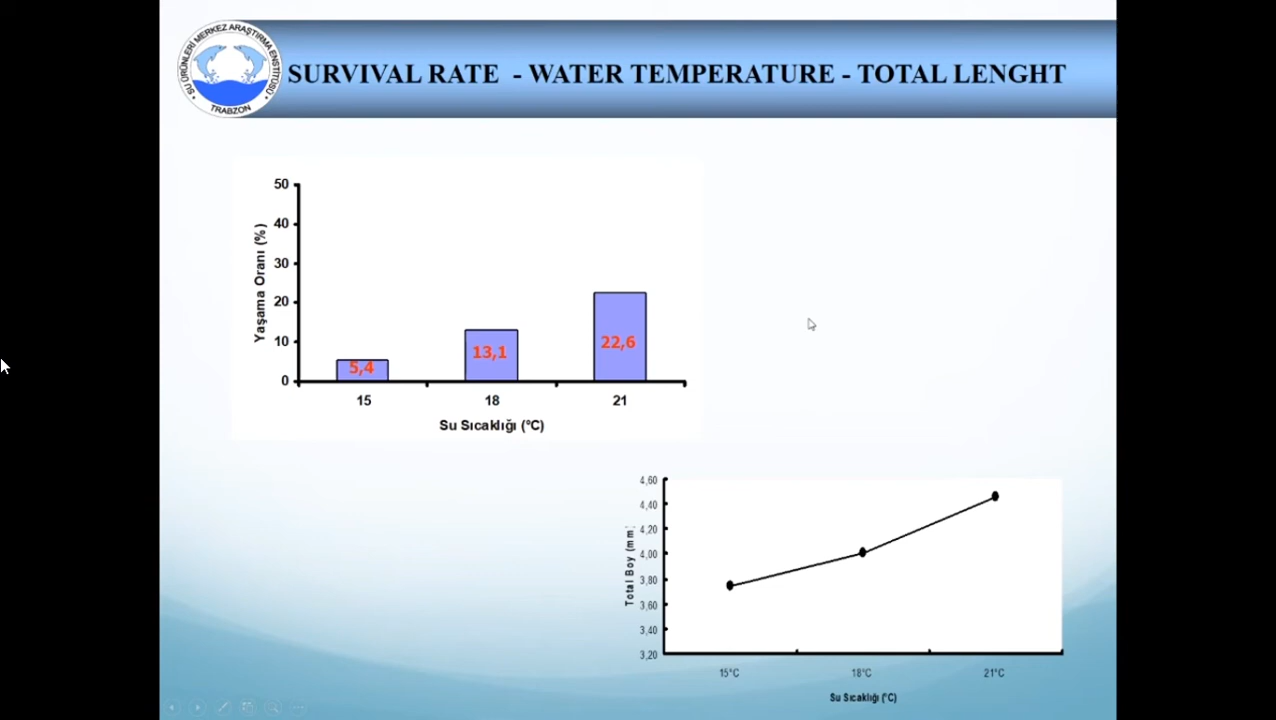 SU ÜRÜNLERİ MERKEZ ARAŞTIRMA ENSTİTÜSÜ
TRABZON
SURVIVAL RATE - WATER TEMPERATURE - TOTAL LENGHT
50
40
30
20
10
0
Yaşama Oranı (%)
5,4
13,1
22,6
15
18
21
Su Sıcaklığı (°C)
4,60
4,40
4,20
4,00
3,80
3,60
3,40
3,20
Total Boy (mm)
15°C
18°C
21°C
Su Sıcaklığı (°C)